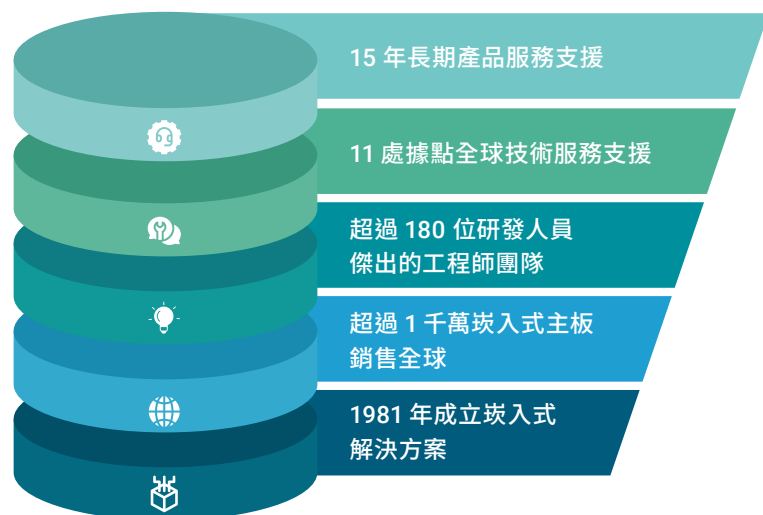 15 年長期產品服務支援
11 處據點全球技術服務支援
超過 180 位研發人員
傑出的工程師團隊
超過 1 千萬崁入式主板
銷售全球
1981 年成立崁入式
解決方案